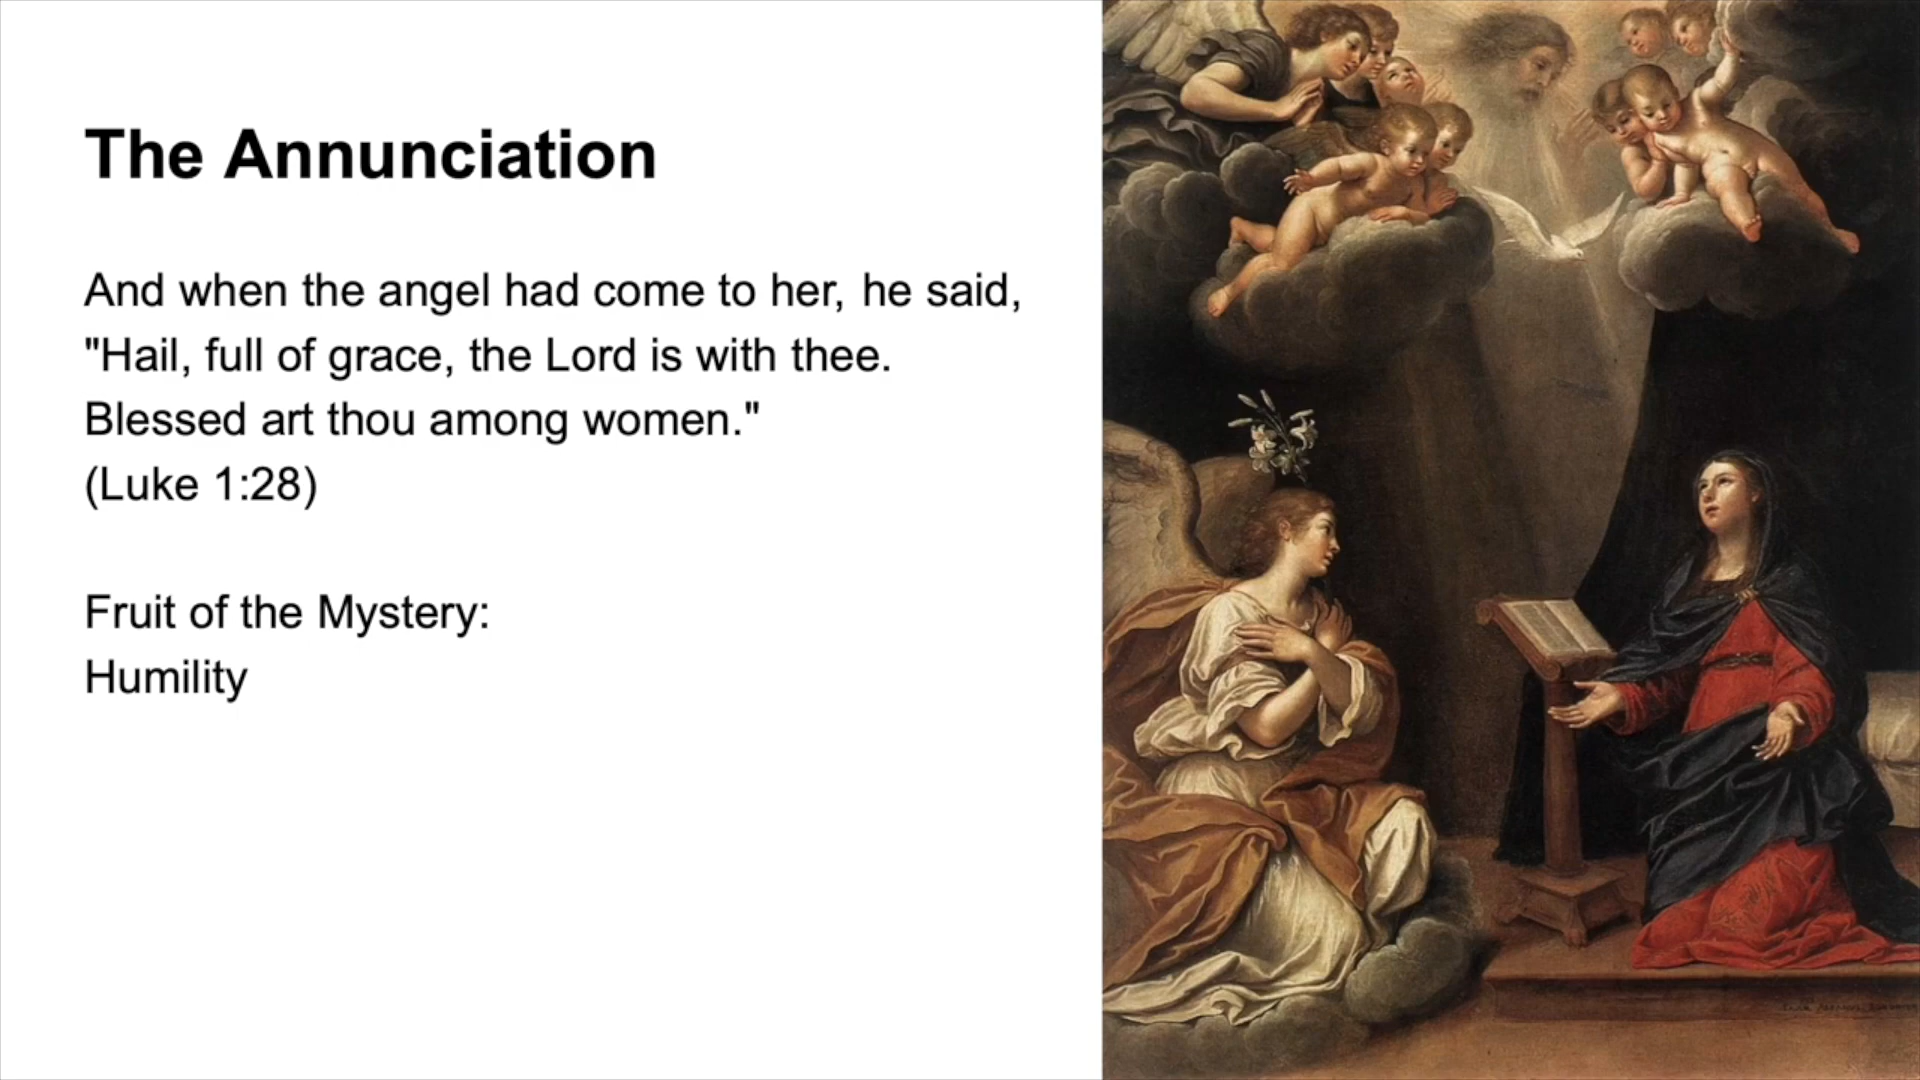 The Annunciation
And when the angel had come to her, he said,
"Hail, full of grace, the Lord is with thee.
Blessed art thou among women."
(Luke 1:28)
Fruit of the Mystery:
Humility